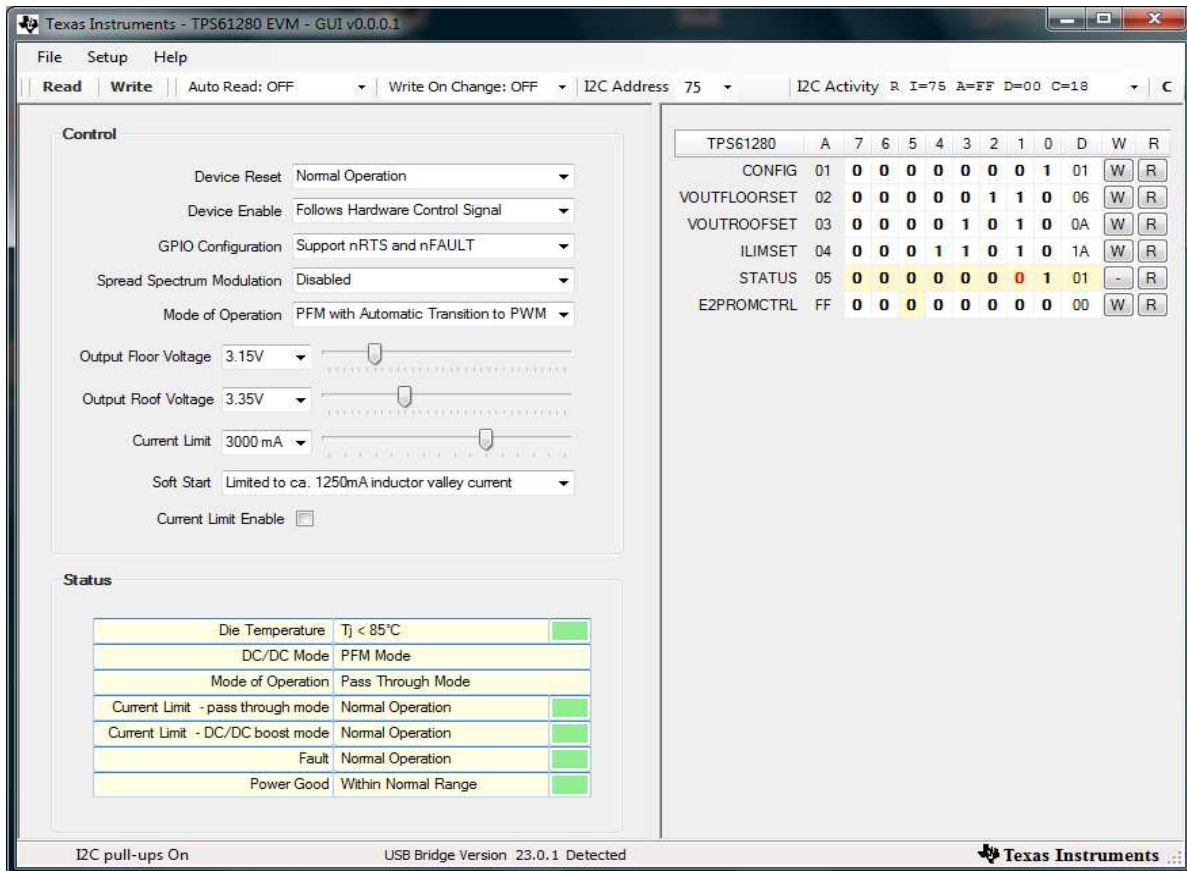 Texas Instruments - TPS61280 EVM - GUI v0.0.0.1
File Setup Help
Read Write Auto Read: OFF Write On Change: OFF I2C Address 75 I2C Activity R I=75 A=FF D=00 C=18 C
Control
Device Reset Normal Operation
Device Enable Follows Hardware Control Signal
GPIO Configuration Support nRTS and nFAULT
Spread Spectrum Modulation Disabled
Mode of Operation PFM with Automatic Transition to PWM
Output Floor Voltage 3.15V
Output Roof Voltage 3.35V
Current Limit 3000 mA
Soft Start Limited to ca. 1250mA inductor valley current
Current Limit Enable
Status
Die Temperature Tj < 85°C
DC/DC Mode PFM Mode
Mode of Operation Pass Through Mode
Current Limit - pass through mode Normal Operation
Current Limit - DC/DC boost mode Normal Operation
Fault Normal Operation
Power Good Within Normal Range
TPS61280 A 7 6 5 4 3 2 1 0 D W R
CONFIG 01 0 0 0 0 0 0 0 1 01 W R
VOUTFLOORSET 02 0 0 0 0 0 1 1 0 06 W R
VOUTROOFSET 03 0 0 0 0 1 0 1 0 0A W R
ILIMSET 04 0 0 0 1 1 0 1 0 1A W R
STATUS 05 0 0 0 0 0 0 0 1 01 - R
E2PROMCTRL FF 0 0 0 0 0 0 0 0 00 W R
I2C pull-ups On USB Bridge Version 23.0.1 Detected Texas Instruments